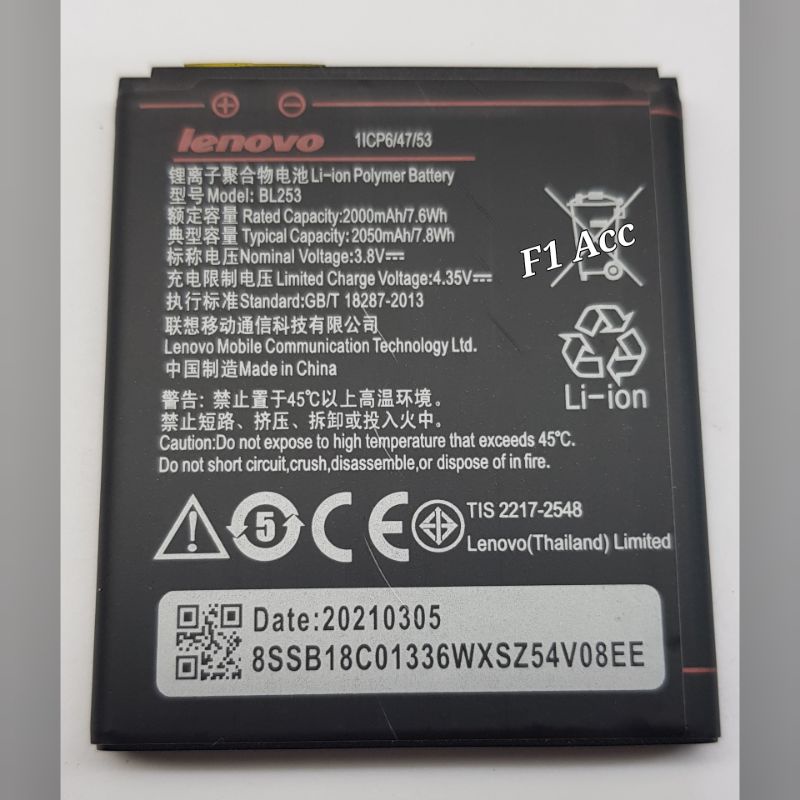 lenovo 1ICP6/47/53
锂离子聚合物电池Li-ion Polymer Battery
型号Model: BL253
额定容量 Rated Capacity:2000mAh/7.6Wh
典型容量 Typical Capacity: 2050mAh/7.8Wh
标称电压Nominal Voltage:3.8V
充电限制电压 Limited Charge Voltage:4.35V
执行标准Standard:GB/T 18287-2013
联想移动通信科技有限公司
Lenovo Mobile Communication Technology Ltd.
中国制造Made in China
F1 Acc
Li-ion
警告: 禁止置于45℃以上高温环境。
禁止短路、挤压、拆卸或投入火中。
Caution:Do not expose to high temperature that exceeds 45℃.
Do not short circuit,crush,disassemble,or dispose of in fire.
5
CE
TIS 2217-2548
Lenovo(Thailand) Limited
Date:20210305
8SSB18C01336WXSZ54V08EE